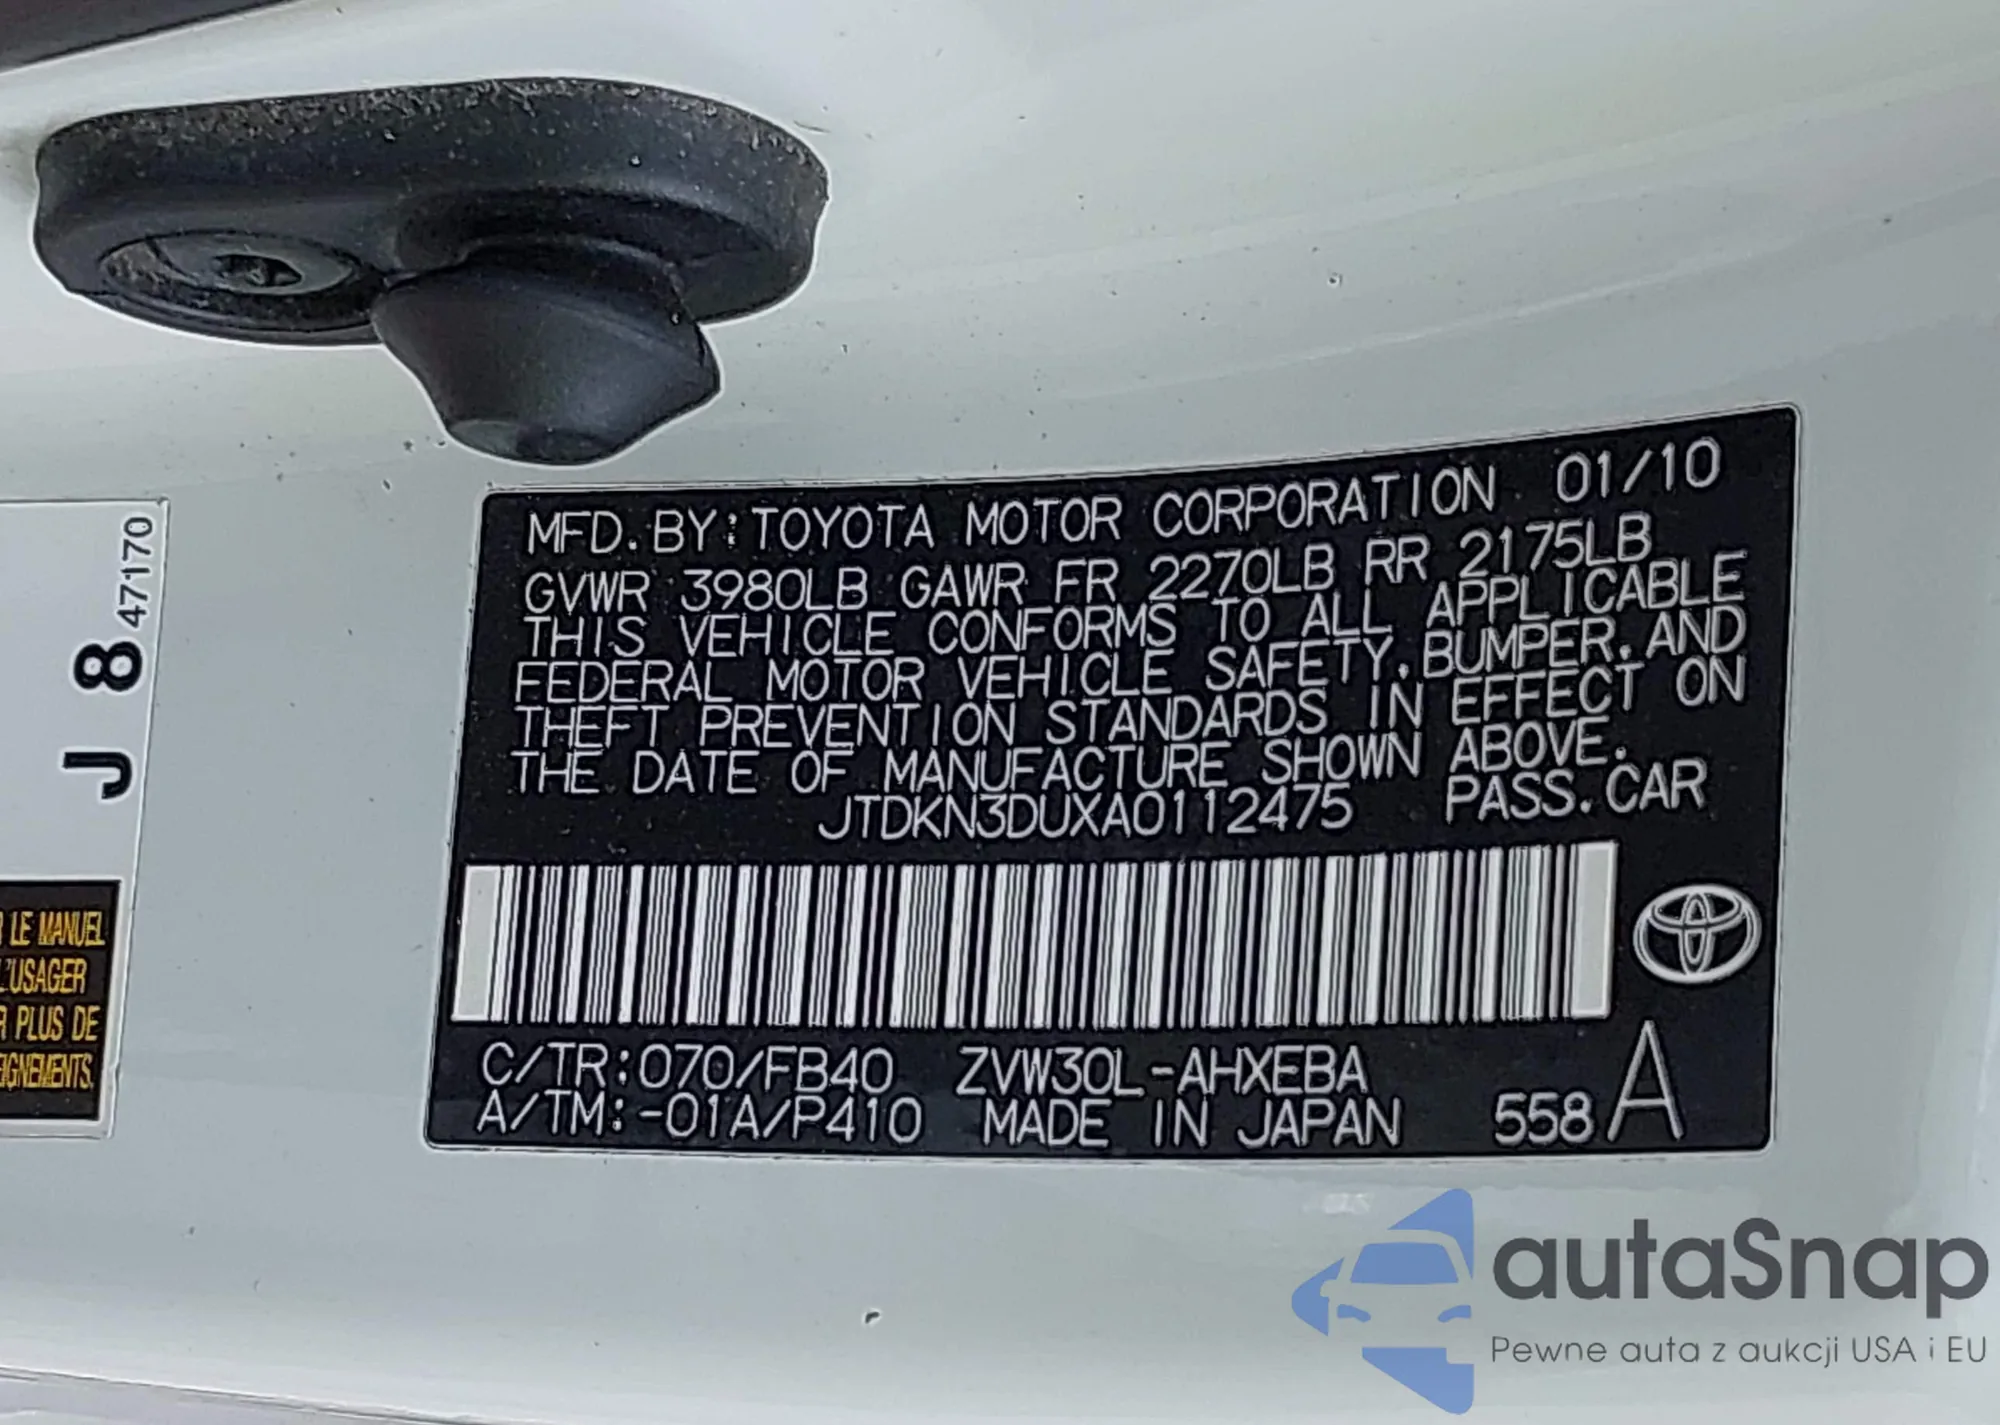 MFD. BY: TOYOTA MOTOR CORPORATION 01/10
GVWR 3980LB GAWR FR 2270LB RR 2175LB
THIS VEHICLE CONFORMS TO ALL APPLICABLE
FEDERAL MOTOR VEHICLE SAFETY, BUMPER, AND
THEFT PREVENTION STANDARDS IN EFFECT ON
THE DATE OF MANUFACTURE SHOWN ABOVE.
JTDKN3DUXA0112475 PASS. CAR
C/TR:070/FB40 ZVW30L-AHXEBA
A/TM:-01A/P410 MADE IN JAPAN 558 A
J 8 47170
LE MANUEL
L'USAGER
R PLUS DE
autaSnap
Pewne auta z aukcji USA i EU